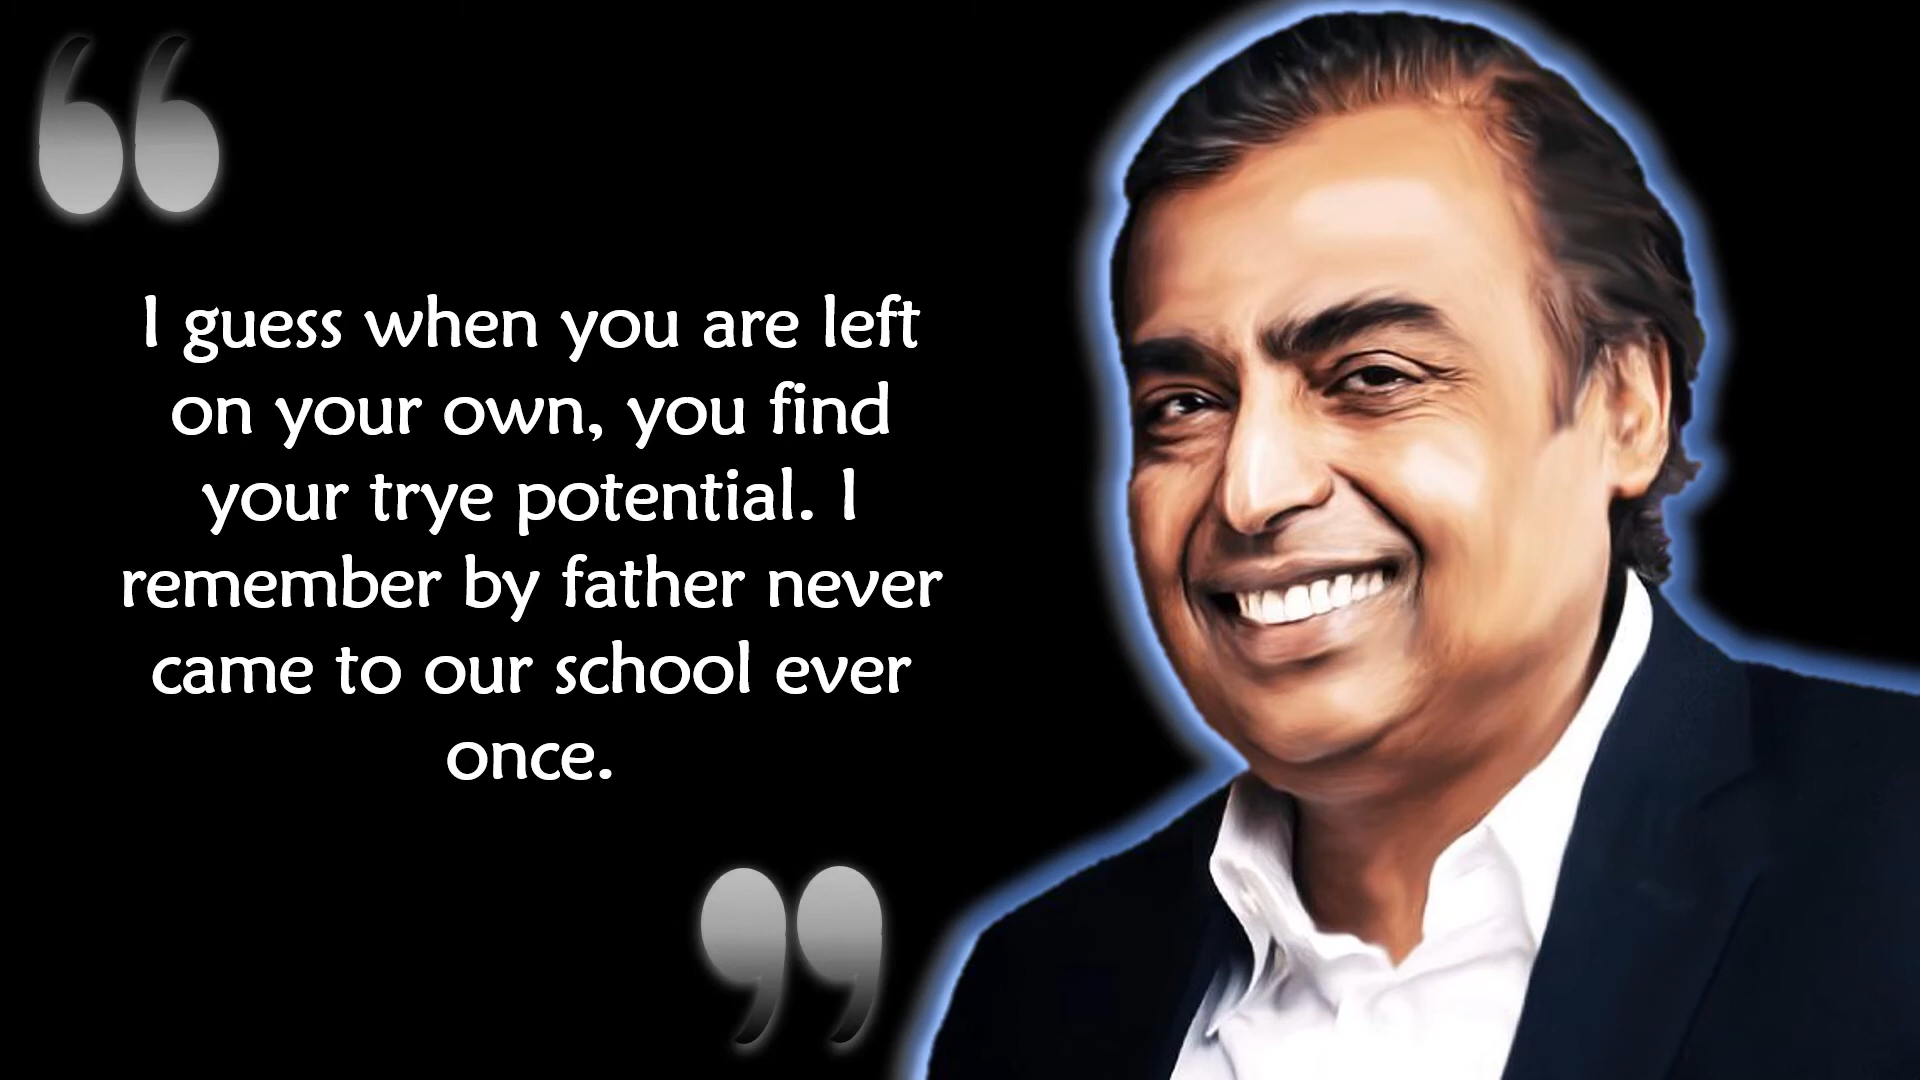 I guess when you are left
on your own, you find
your trye potential. I
remember by father never
came to our school ever
once.